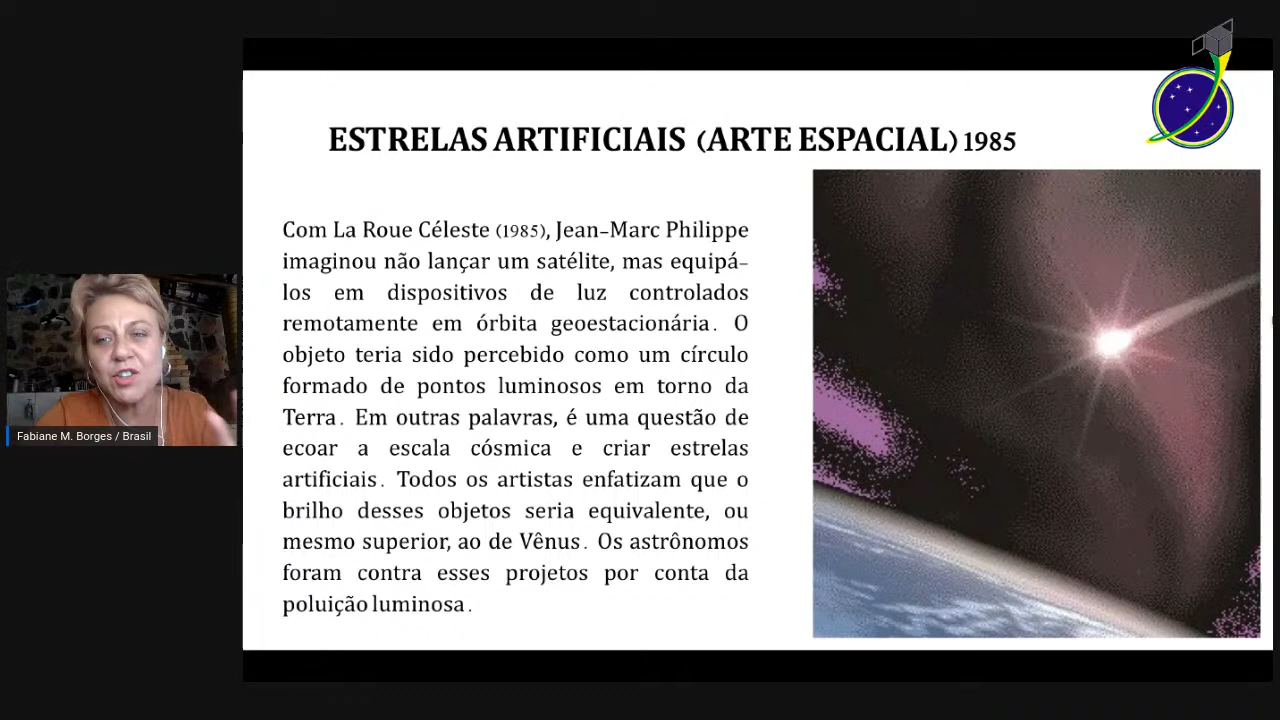 ESTRELAS ARTIFICIAIS (ARTE ESPACIAL) 1985
Com La Roue Céleste (1985), Jean-Marc Philippe
imaginou não lançar um satélite, mas equipá-
los em dispositivos de luz controlados
remotamente em órbita geoestacionária. O
objeto teria sido percebido como um círculo
formado de pontos luminosos em torno da
Terra. Em outras palavras, é uma questão de
ecoar a escala cósmica e criar estrelas
artificiais. Todos os artistas enfatizam que o
brilho desses objetos seria equivalente, ou
mesmo superior, ao de Vênus. Os astrônomos
foram contra esses projetos por conta da
poluição luminosa.
Fabiane M. Borges / Brasil